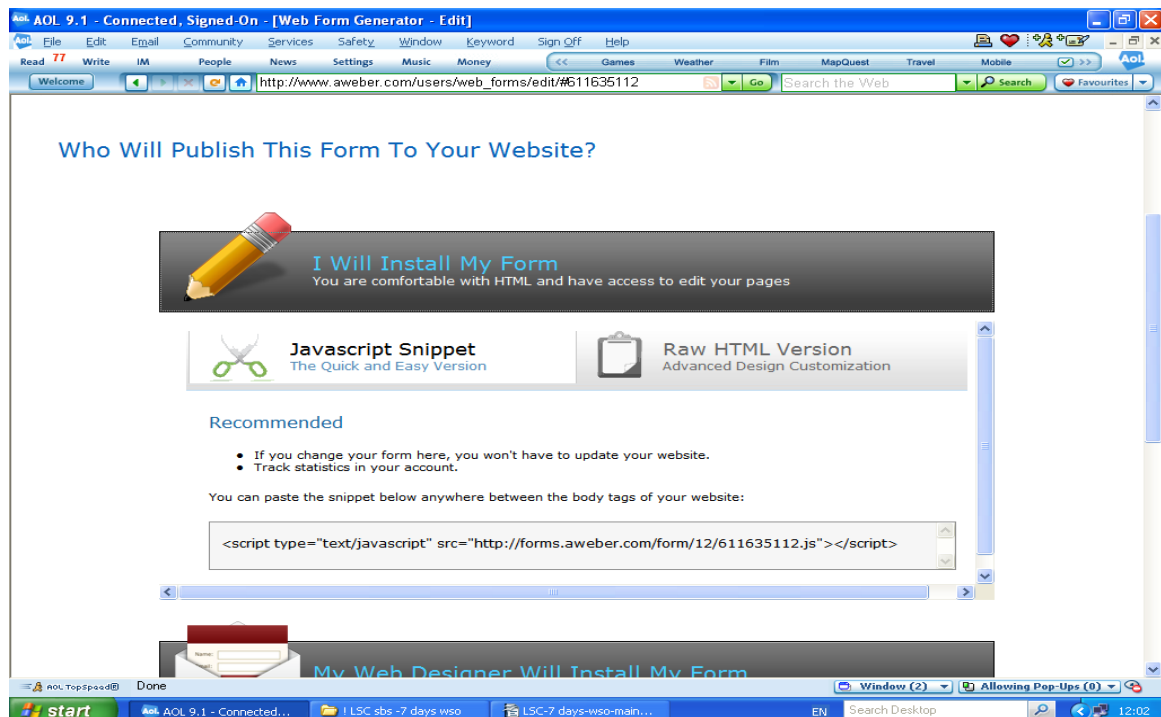 AOL 9.1 - Connected, Signed-On - [Web Form Generator - Edit]
File Edit Email Community Services Safety Window Keyword Sign Off Help
Read 77 Write IM People News Settings Music Money << Games Weather Film MapQuest Travel Mobile >> AOL
Welcome http://www.aweber.com/users/web_forms/edit/#611635112 Go Search the Web Search Favourites
Who Will Publish This Form To Your Website?
I Will Install My Form
You are comfortable with HTML and have access to edit your pages
Javascript Snippet Raw HTML Version
The Quick and Easy Version Advanced Design Customization
Recommended
If you change your form here, you won't have to update your website.
Track statistics in your account.
You can paste the snippet below anywhere between the body tags of your website:
<script type="text/javascript" src="http://forms.aweber.com/form/12/611635112.js"></script>
Name:
My Web Designer Will Install My Form
AOL TopSpeed® Done Window (2) Allowing Pop-Ups (0)
start AOL 9.1 - Connected... ! LSC sbs -7 days wso LSC-7 days-wso-main... EN Search Desktop 12:02